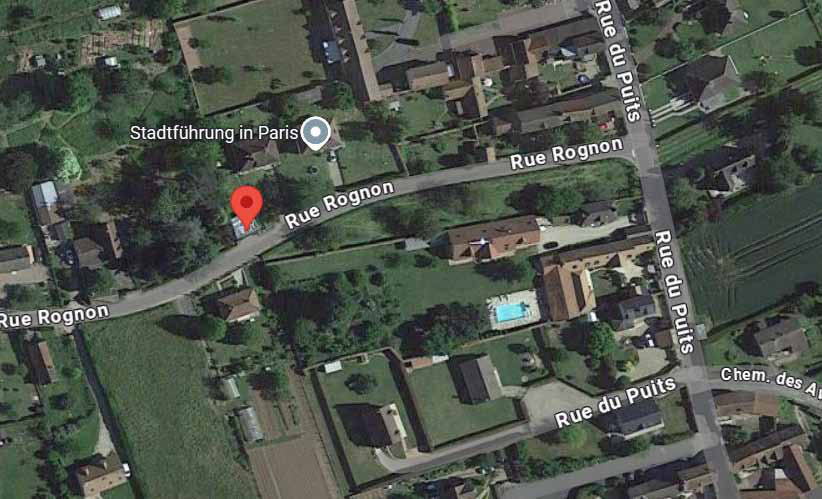 Rue du Puits
Stadtführung in Paris
Rue Rognon
Rue Rognon
Rue Rognon
Rue du Puits
Chem. des Av
Rue du Puits